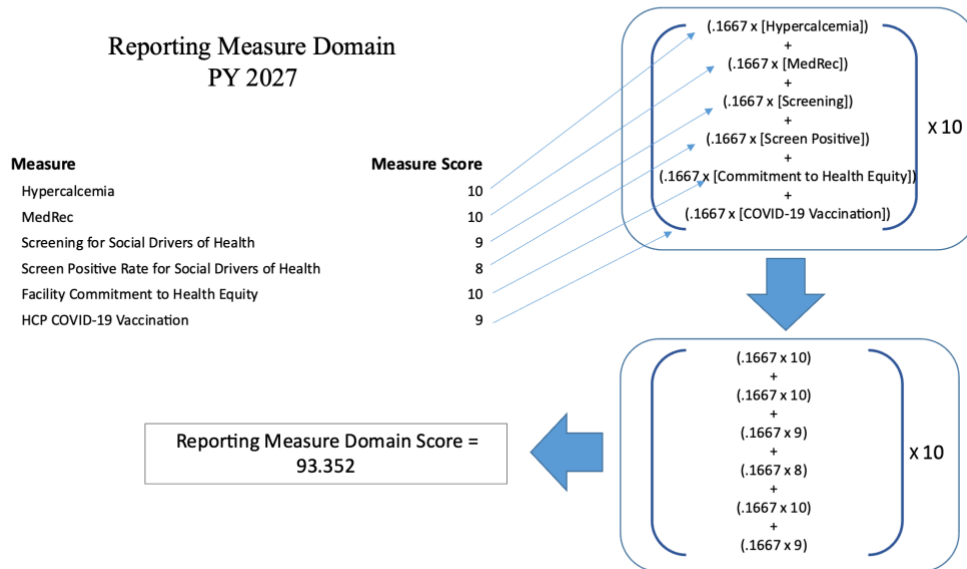 Reporting Measure Domain
PY 2027
Measure Measure Score
Hypercalcemia 10
MedRec 10
Screening for Social Drivers of Health 9
Screen Positive Rate for Social Drivers of Health 8
Facility Commitment to Health Equity 10
HCP COVID-19 Vaccination 9
(.1667 x [Hypercalcemia])
+
(.1667 x [MedRec])
+
(.1667 x [Screening])
+
(.1667 x [Screen Positive])
+
(.1667 x [Commitment to Health Equity])
+
(.1667 x [COVID-19 Vaccination])
x 10
(.1667 x 10)
+
(.1667 x 10)
+
(.1667 x 9)
+
(.1667 x 8)
+
(.1667 x 10)
+
(.1667 x 9)
x 10
Reporting Measure Domain Score =
93.352